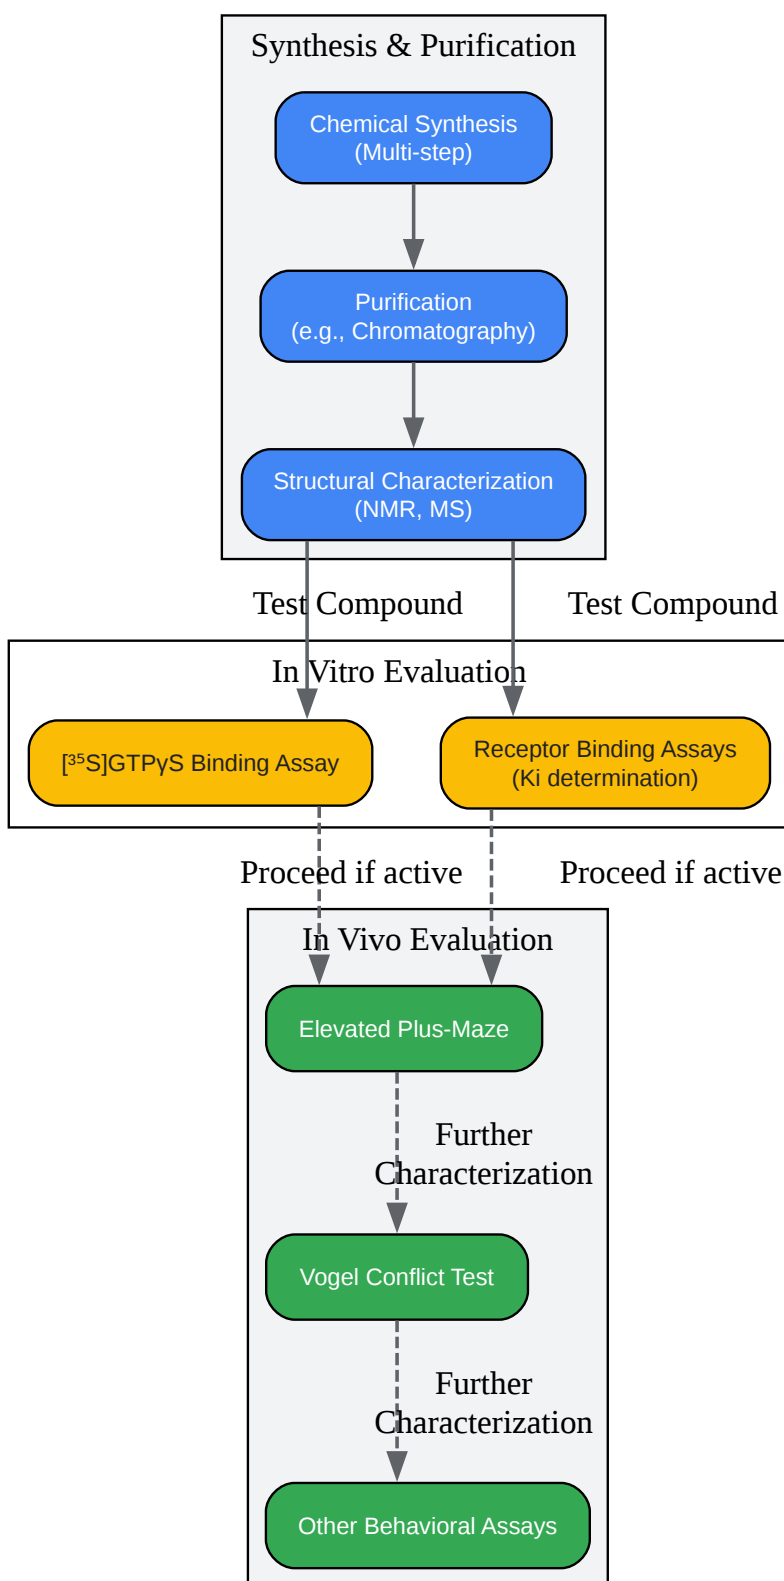 Synthesis & Purification
Chemical Synthesis
(Multi-step)
Purification
(e.g., Chromatography)
Structural Characterization
(NMR, MS)
Test Compound
Test Compound
In Vitro Evaluation
[³⁵S]GTPγS Binding Assay
Receptor Binding Assays
(Ki determination)
Proceed if active
Proceed if active
In Vivo Evaluation
Elevated Plus-Maze
Further
Characterization
Vogel Conflict Test
Further
Characterization
Other Behavioral Assays